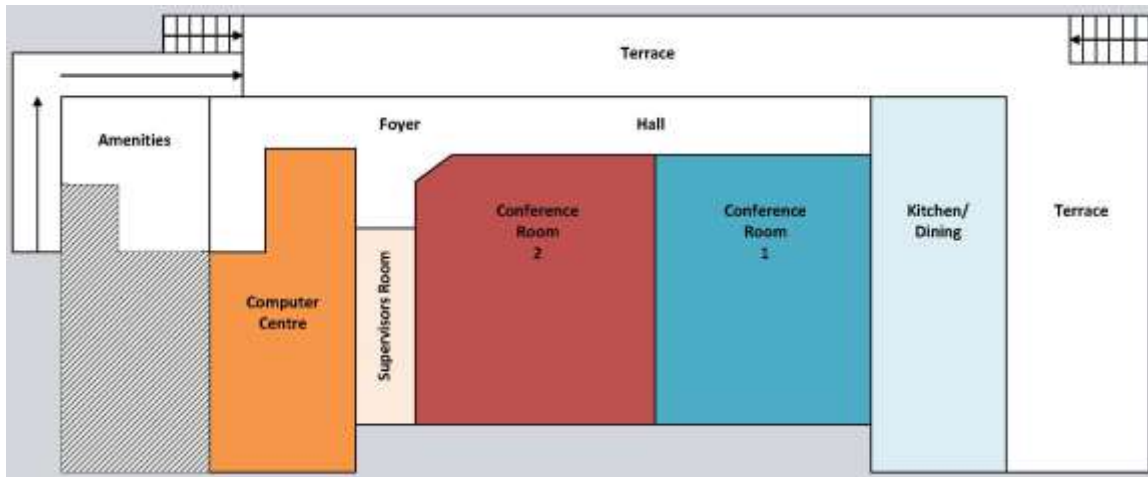 Terrace
Amenities
Foyer
Hall
Conference
Room
2
Conference
Room
1
Kitchen/
Dining
Terrace
Computer
Centre
Supervisors Room